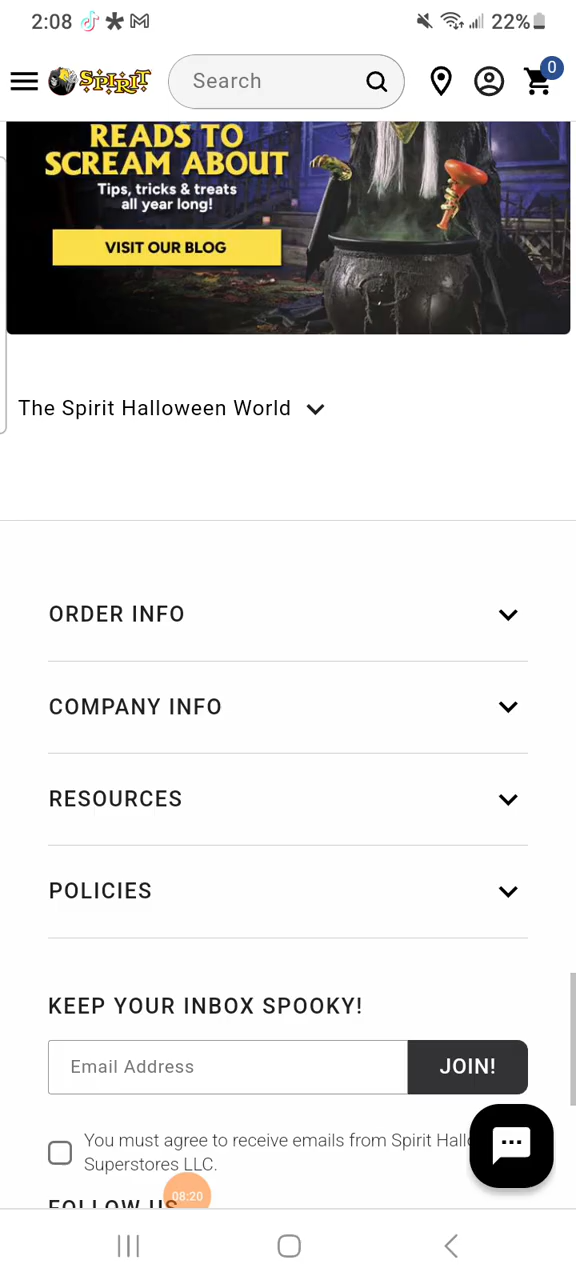 2:08
22%
SPIRIT
Search
0
READS TO
SCREAM ABOUT
Tips, tricks & treats
all year long!
VISIT OUR BLOG
The Spirit Halloween World
ORDER INFO
COMPANY INFO
RESOURCES
POLICIES
KEEP YOUR INBOX SPOOKY!
Email Address
JOIN!
You must agree to receive emails from Spirit Hall
Superstores LLC.
FOLLOW US
08:20